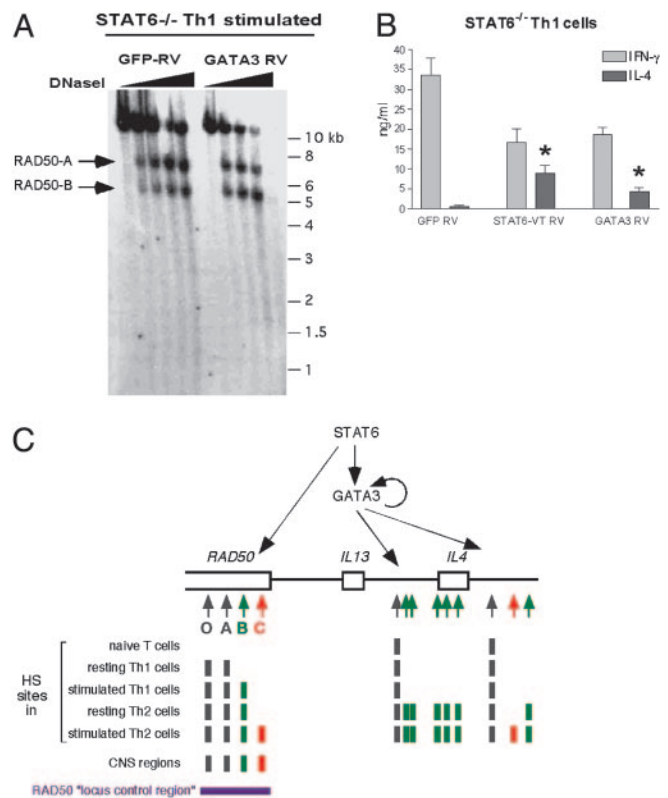 A
STAT6-/- Th1 stimulated
GFP-RV GATA3 RV
DNaseI
10 kb
RAD50-A
8
RAD50-B
6
5
4
3
2
1.5
1
B
STAT6-/- Th1 cells
IFN-γ
IL-4
ng/ml
40
35
30
25
20
15
10
5
0
* *
GFP RV STAT6-VT RV GATA3 RV
C
STAT6
GATA3
RAD50 IL13 IL4
O A B C
HS sites in
naïve T cells
resting Th1 cells
stimulated Th1 cells
resting Th2 cells
stimulated Th2 cells
CNS regions
RAD50 "locus control region"